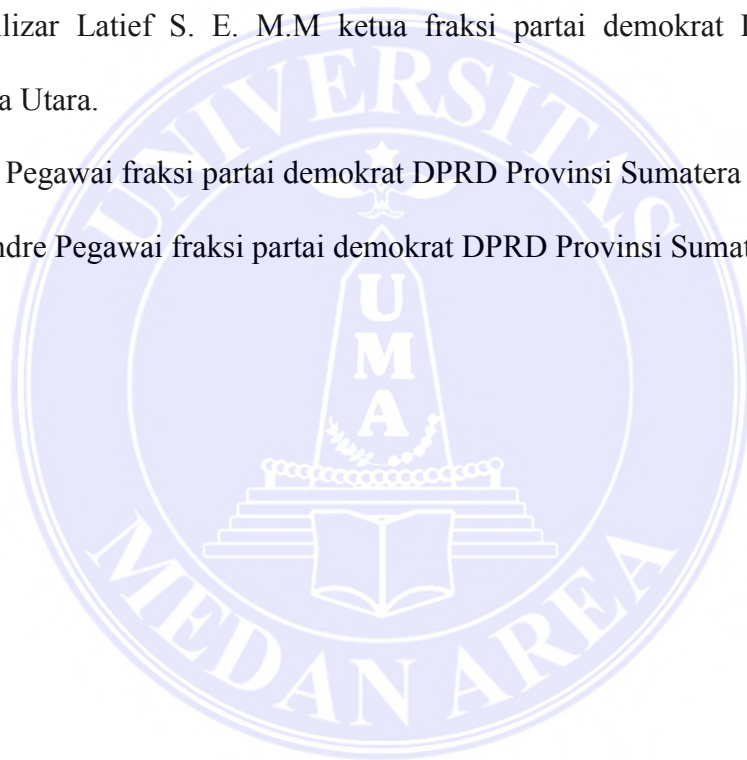 lizar Latief S. E. M.M ketua fraksi partai demokrat
a Utara.
Pegawai fraksi partai demokrat DPRD Provinsi Sumatera
ndre Pegawai fraksi partai demokrat DPRD Provinsi Sumat
UNIVERSITAS
UMA
MEDAN AREA